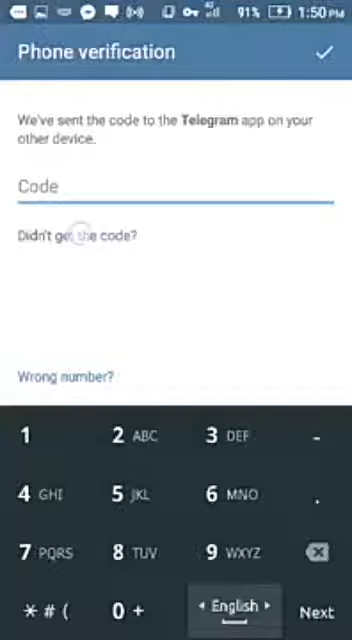 91% 1:50PM
Phone verification
We've sent the code to the Telegram app on your
other device.
Code
Didn't get the code?
Wrong number?
1 2 ABC 3 DEF -
4 GHI 5 JKL 6 MNO .
7 PQRS 8 TUV 9 WXYZ
* # ( 0 + English Next